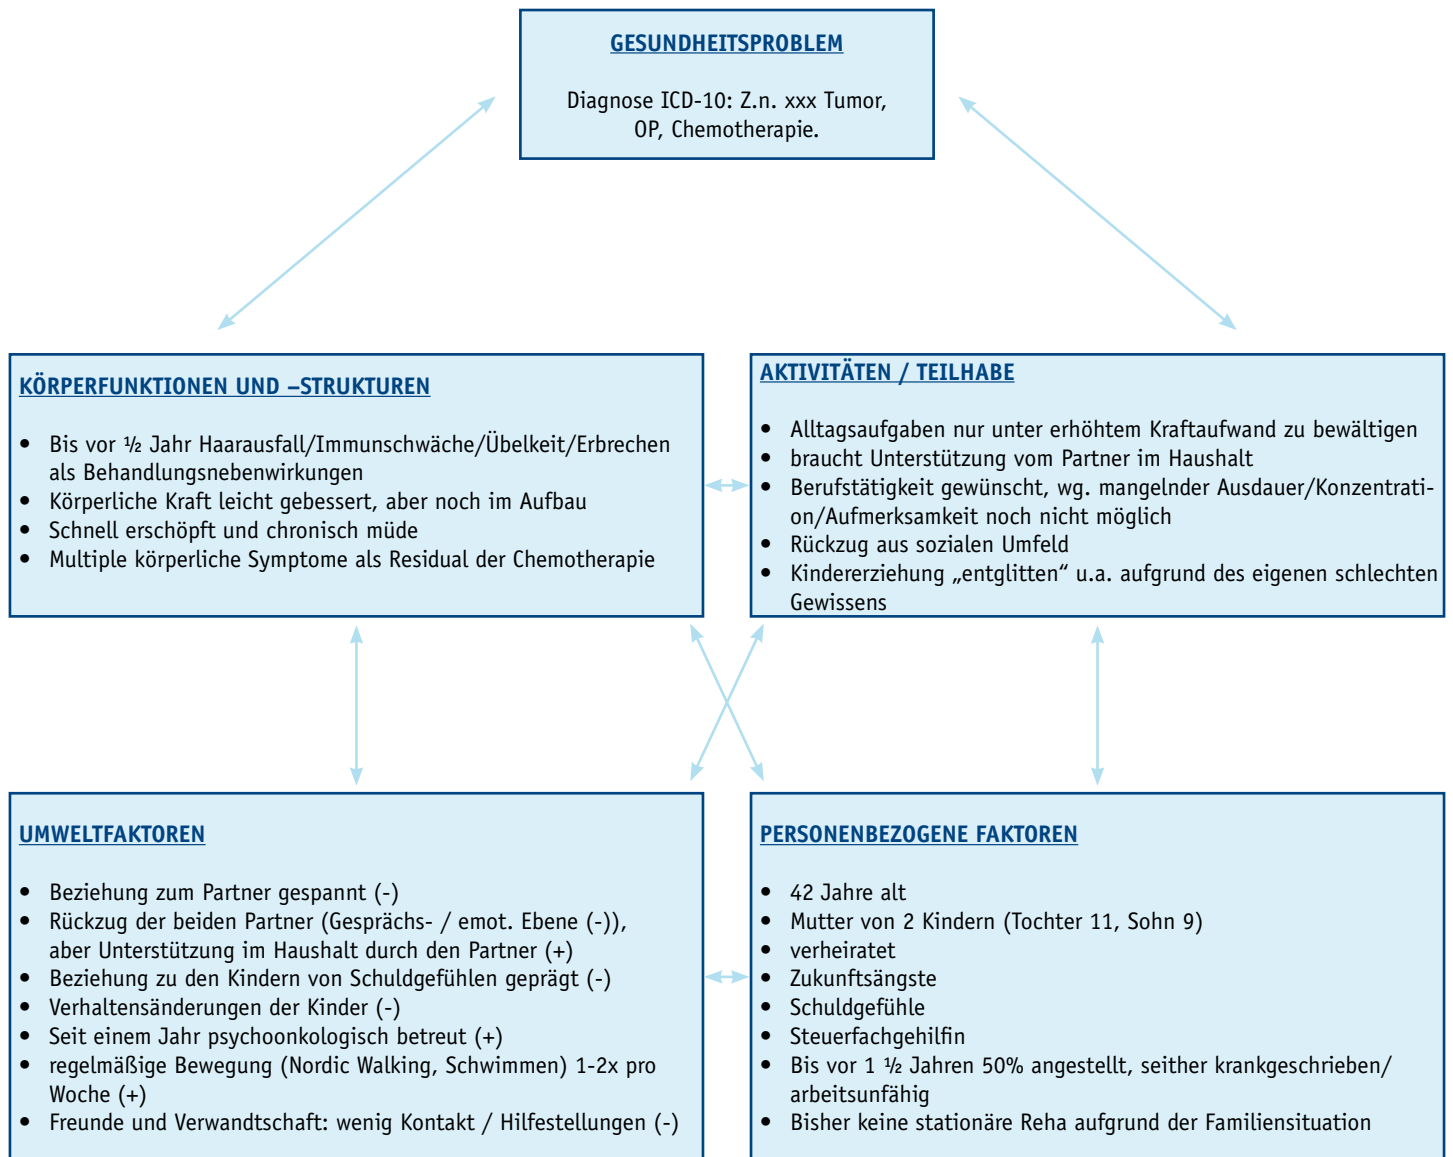 GESUNDHEITSPROBLEM
Diagnose ICD-10: Z.n. xxx Tumor,
OP, Chemotherapie.
KÖRPERFUNKTIONEN UND –STRUKTUREN
• Bis vor ½ Jahr Haarausfall/Immunschwäche/Übelkeit/Erbrechen
als Behandlungsnebenwirkungen
• Körperliche Kraft leicht gebessert, aber noch im Aufbau
• Schnell erschöpft und chronisch müde
• Multiple körperliche Symptome als Residual der Chemotherapie
AKTIVITÄTEN / TEILHABE
• Alltagsaufgaben nur unter erhöhtem Kraftaufwand zu bewältigen
• braucht Unterstützung vom Partner im Haushalt
• Berufstätigkeit gewünscht, wg. mangelnder Ausdauer/Konzentrati-
on/Aufmerksamkeit noch nicht möglich
• Rückzug aus sozialen Umfeld
• Kindererziehung „entglitten“ u.a. aufgrund des eigenen schlechten
Gewissens
UMWELTFAKTOREN
• Beziehung zum Partner gespannt (-)
• Rückzug der beiden Partner (Gesprächs- / emot. Ebene (-)),
aber Unterstützung im Haushalt durch den Partner (+)
• Beziehung zu den Kindern von Schuldgefühlen geprägt (-)
• Verhaltensänderungen der Kinder (-)
• Seit einem Jahr psychoonkologisch betreut (+)
• regelmäßige Bewegung (Nordic Walking, Schwimmen) 1-2x pro
Woche (+)
• Freunde und Verwandtschaft: wenig Kontakt / Hilfestellungen (-)
PERSONENBEZOGENE FAKTOREN
• 42 Jahre alt
• Mutter von 2 Kindern (Tochter 11, Sohn 9)
• verheiratet
• Zukunftsängste
• Schuldgefühle
• Steuerfachgehilfin
• Bis vor 1 ½ Jahren 50% angestellt, seither krankgeschrieben/
arbeitsunfähig
• Bisher keine stationäre Reha aufgrund der Familiensituation